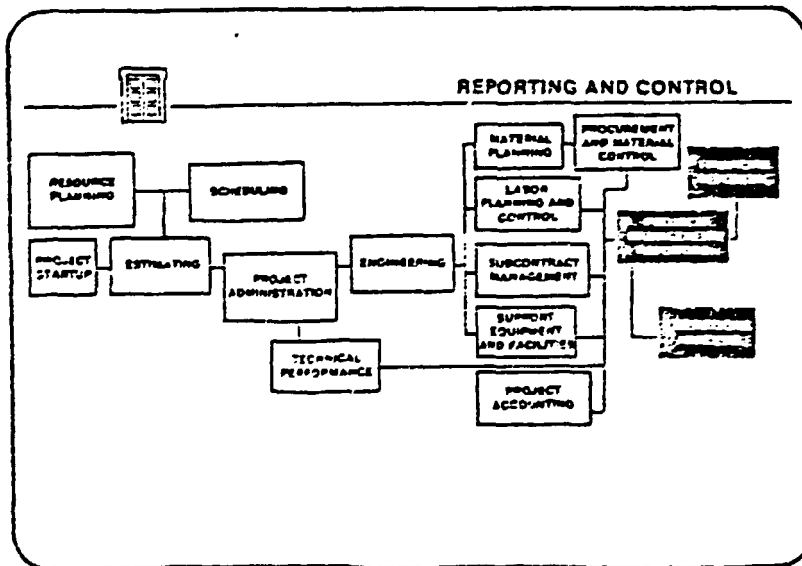 REPORTING AND CONTROL
MATERIAL
PLANNING
PROCUREMENT
AND MATERIAL
CONTROL
RESOURCE
PLANNING
SCHEDULING
LABOR
PLANNING AND
CONTROL
PROJECT
STARTUP
ESTIMATING
PROJECT
ADMINISTRATION
ENGINEERING
SUBCONTRACT
MANAGEMENT
SUPPORT
EQUIPMENT
AND FACILITIES
TECHNICAL
PERFORMANCE
PROJECT
ACCOUNTING